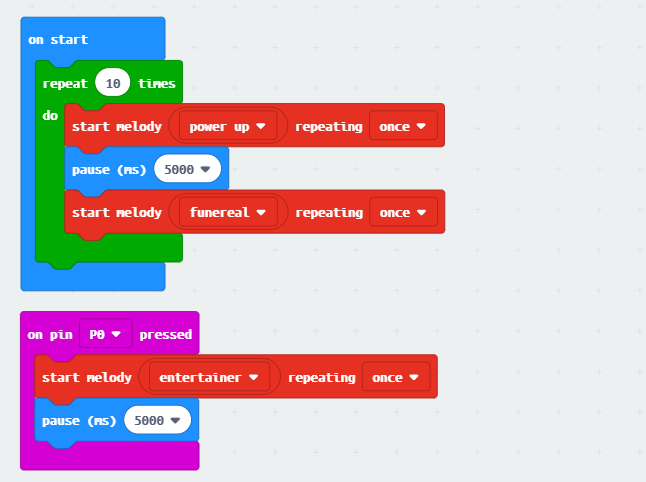 on start
repeat 10 times
do
start melody power up repeating once
pause (ms) 5000
start melody funereal repeating once
on pin P0 pressed
start melody entertainer repeating once
pause (ms) 5000